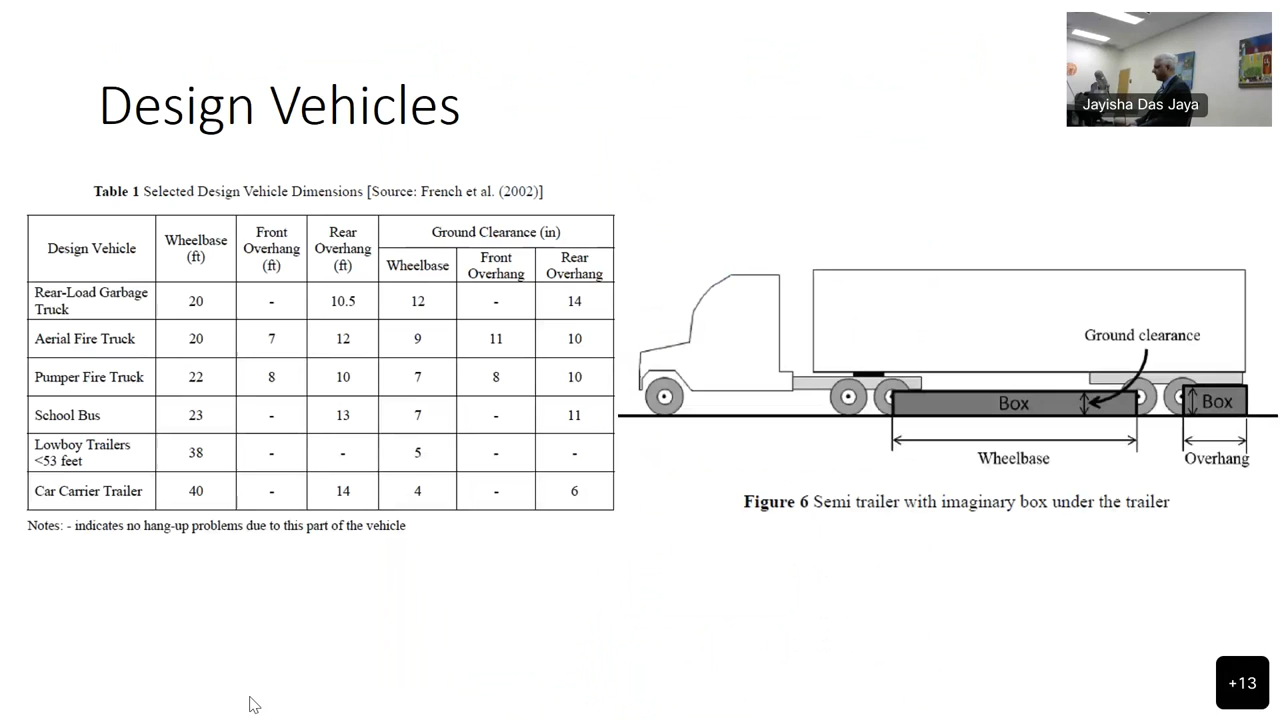 Design Vehicles
Jayisha Das Jaya
Table 1 Selected Design Vehicle Dimensions [Source: French et al. (2002)]
Design Vehicle Wheelbase (ft) Front Overhang (ft) Rear Overhang (ft) Ground Clearance (in)
Wheelbase Front Overhang Rear Overhang
Rear-Load Garbage Truck 20 - 10.5 12 - 14
Aerial Fire Truck 20 7 12 9 11 10
Pumper Fire Truck 22 8 10 7 8 10
School Bus 23 - 13 7 - 11
Lowboy Trailers <53 feet 38 - - 5 - -
Car Carrier Trailer 40 - 14 4 - 6
Notes: - indicates no hang-up problems due to this part of the vehicle
Ground clearance
Box Box
Wheelbase Overhang
Figure 6 Semi trailer with imaginary box under the trailer
+13